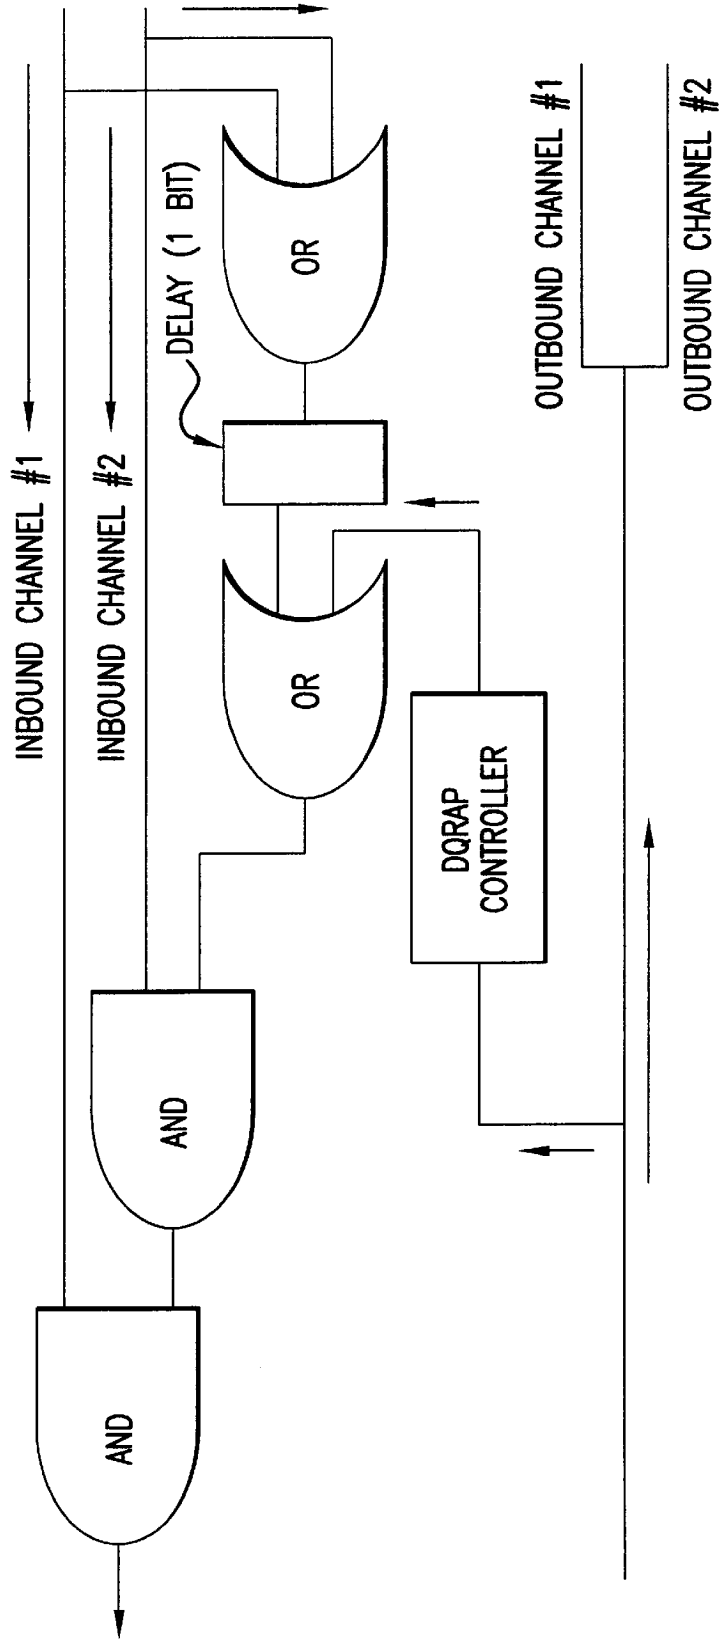 INBOUND CHANNEL #1
INBOUND CHANNEL #2
DELAY (1 BIT)
AND
AND
OR
OR
DQRAP
CONTROLLER
OUTBOUND CHANNEL #1
OUTBOUND CHANNEL #2